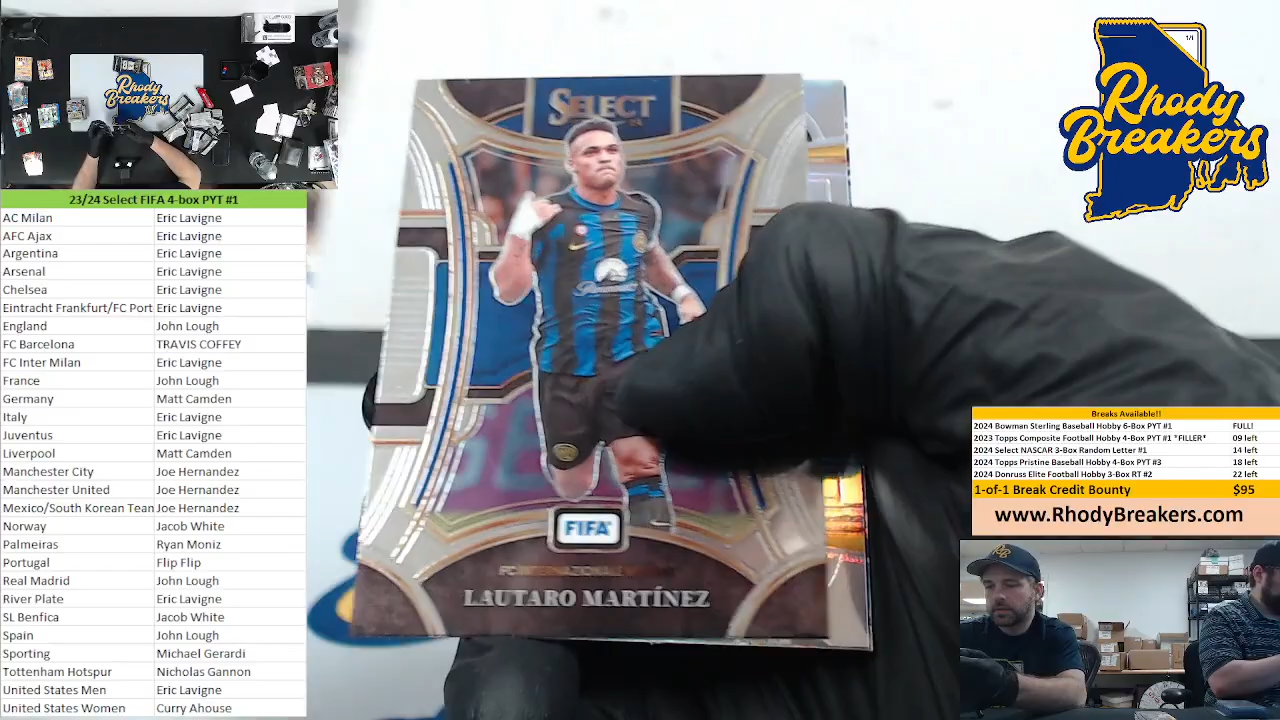 Rhody
Breakers
23/24 Select FIFA 4-box PYT #1
AC Milan Eric Lavigne
AFC Ajax Eric Lavigne
Argentina Eric Lavigne
Arsenal Eric Lavigne
Chelsea Eric Lavigne
Eintracht Frankfurt/FC Port Eric Lavigne
England John Lough
FC Barcelona TRAVIS COFFEY
FC Inter Milan Eric Lavigne
France John Lough
Germany Matt Camden
Italy Eric Lavigne
Juventus Eric Lavigne
Liverpool Matt Camden
Manchester City Joe Hernandez
Manchester United Joe Hernandez
Mexico/South Korean Team Joe Hernandez
Norway Jacob White
Palmeiras Ryan Moniz
Portugal Flip Flip
Real Madrid John Lough
River Plate Eric Lavigne
SL Benfica Jacob White
Spain John Lough
Sporting Michael Gerardi
Tottenham Hotspur Nicholas Gannon
United States Men Eric Lavigne
United States Women Curry Ahouse
SELECT
FIFA
LAUTARO MARTÍNEZ
1/1
Rhody
Breakers
Breaks Available!!
2024 Bowman Sterling Baseball Hobby 6-Box PYT #1 FULL!
2023 Topps Composite Football Hobby 4-Box PYT #1 *FILLER* 09 left
2024 Select NASCAR 3-Box Random Letter #1 14 left
2024 Topps Pristine Baseball Hobby 4-Box PYT #3 18 left
2024 Donruss Elite Football Hobby 3-Box RT #2 22 left
1-of-1 Break Credit Bounty $95
www.RhodyBreakers.com